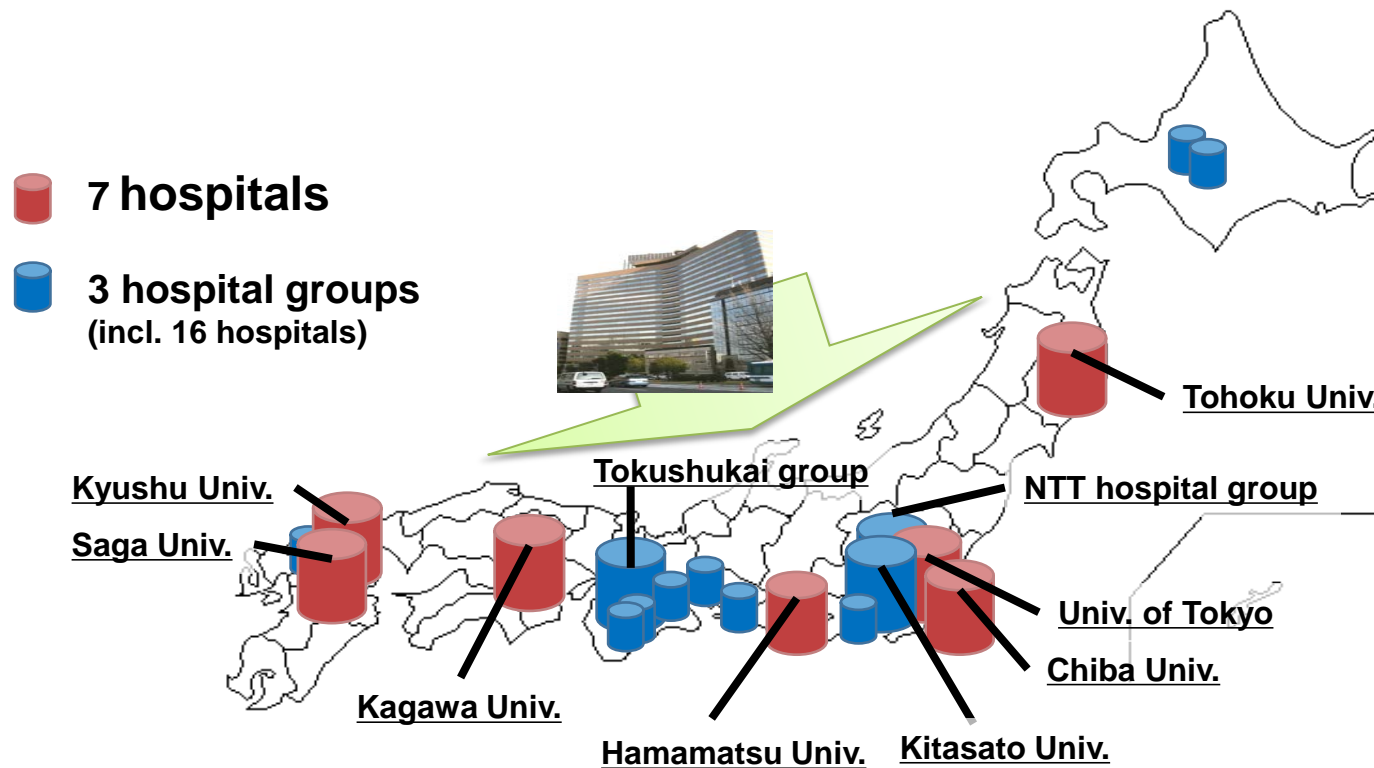 7 hospitals
3 hospital groups
(incl. 16 hospitals)
Tohoku Univ.
Tokushukai group
Kyushu Univ.
NTT hospital group
Saga Univ.
Univ. of Tokyo
Chiba Univ.
Kagawa Univ.
Hamamatsu Univ.
Kitasato Univ.